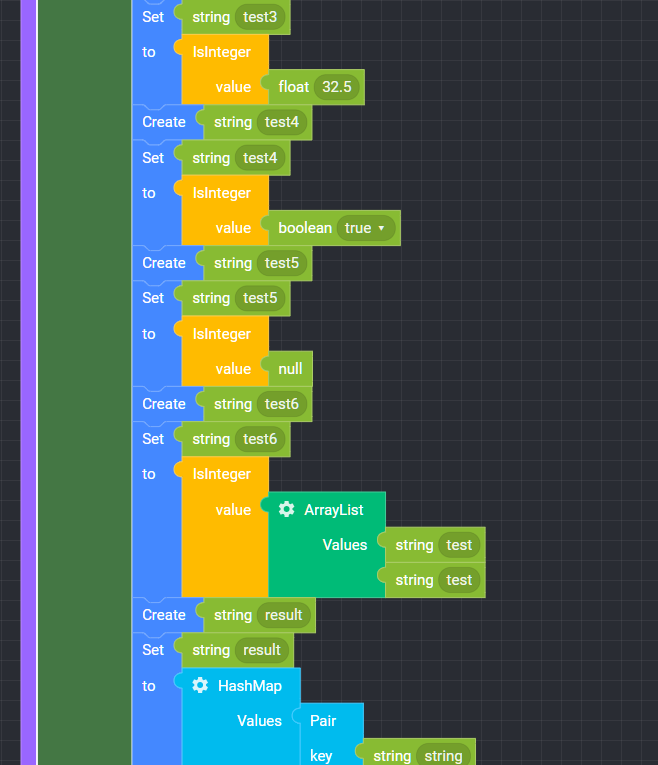 Set string test3
to IsInteger
value float 32.5
Create string test4
Set string test4
to IsInteger
value boolean true
Create string test5
Set string test5
to IsInteger
value null
Create string test6
Set string test6
to IsInteger
value ArrayList
Values string test
string test
Create string result
Set string result
to HashMap
Values Pair
key string string